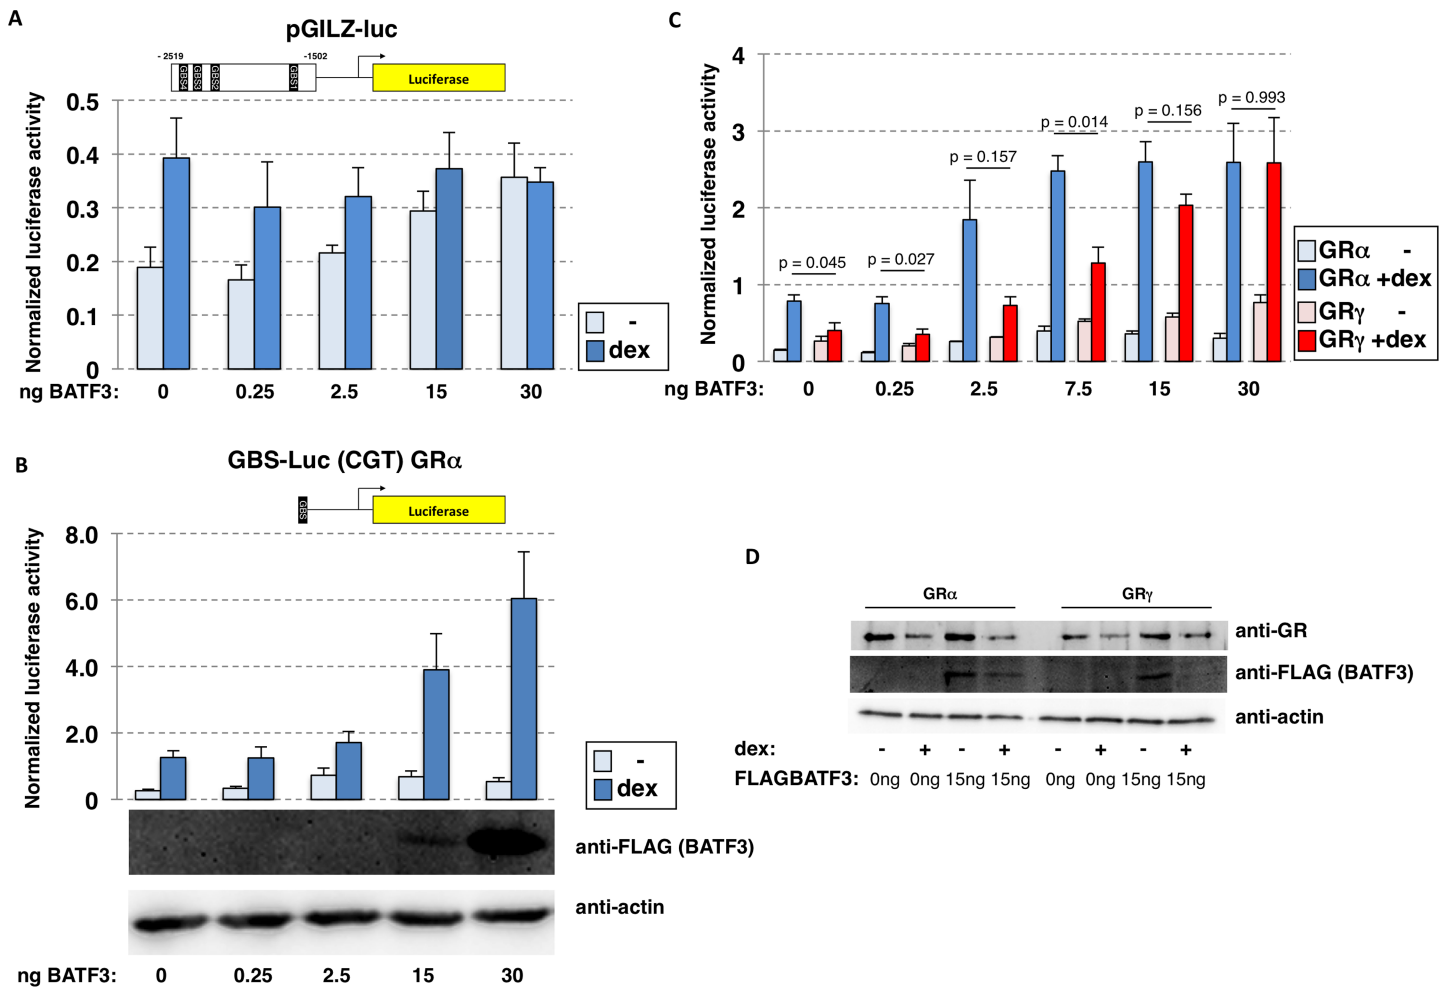 A
pGILZ-luc
- 2519
-1502
GBS4
GBS3
GBS2
GBS1
Luciferase
Normalized luciferase activity
0.5
0.4
0.3
0.2
0.1
0
-
dex
ng BATF3: 0 0.25 2.5 15 30
B
GBS-Luc (CGT) GRα
GBS
Luciferase
Normalized luciferase activity
8.0
6.0
4.0
2.0
0
-
dex
anti-FLAG (BATF3)
anti-actin
ng BATF3: 0 0.25 2.5 15 30
C
Normalized luciferase activity
4
3
2
1
0
p = 0.045
p = 0.027
p = 0.157
p = 0.014
p = 0.156
p = 0.993
GRα -
GRα +dex
GRγ -
GRγ +dex
ng BATF3: 0 0.25 2.5 7.5 15 30
D
GRα GRγ
anti-GR
anti-FLAG (BATF3)
anti-actin
dex: - + - + - + - +
FLAGBATF3: 0ng 0ng 15ng 15ng 0ng 0ng 15ng 15ng